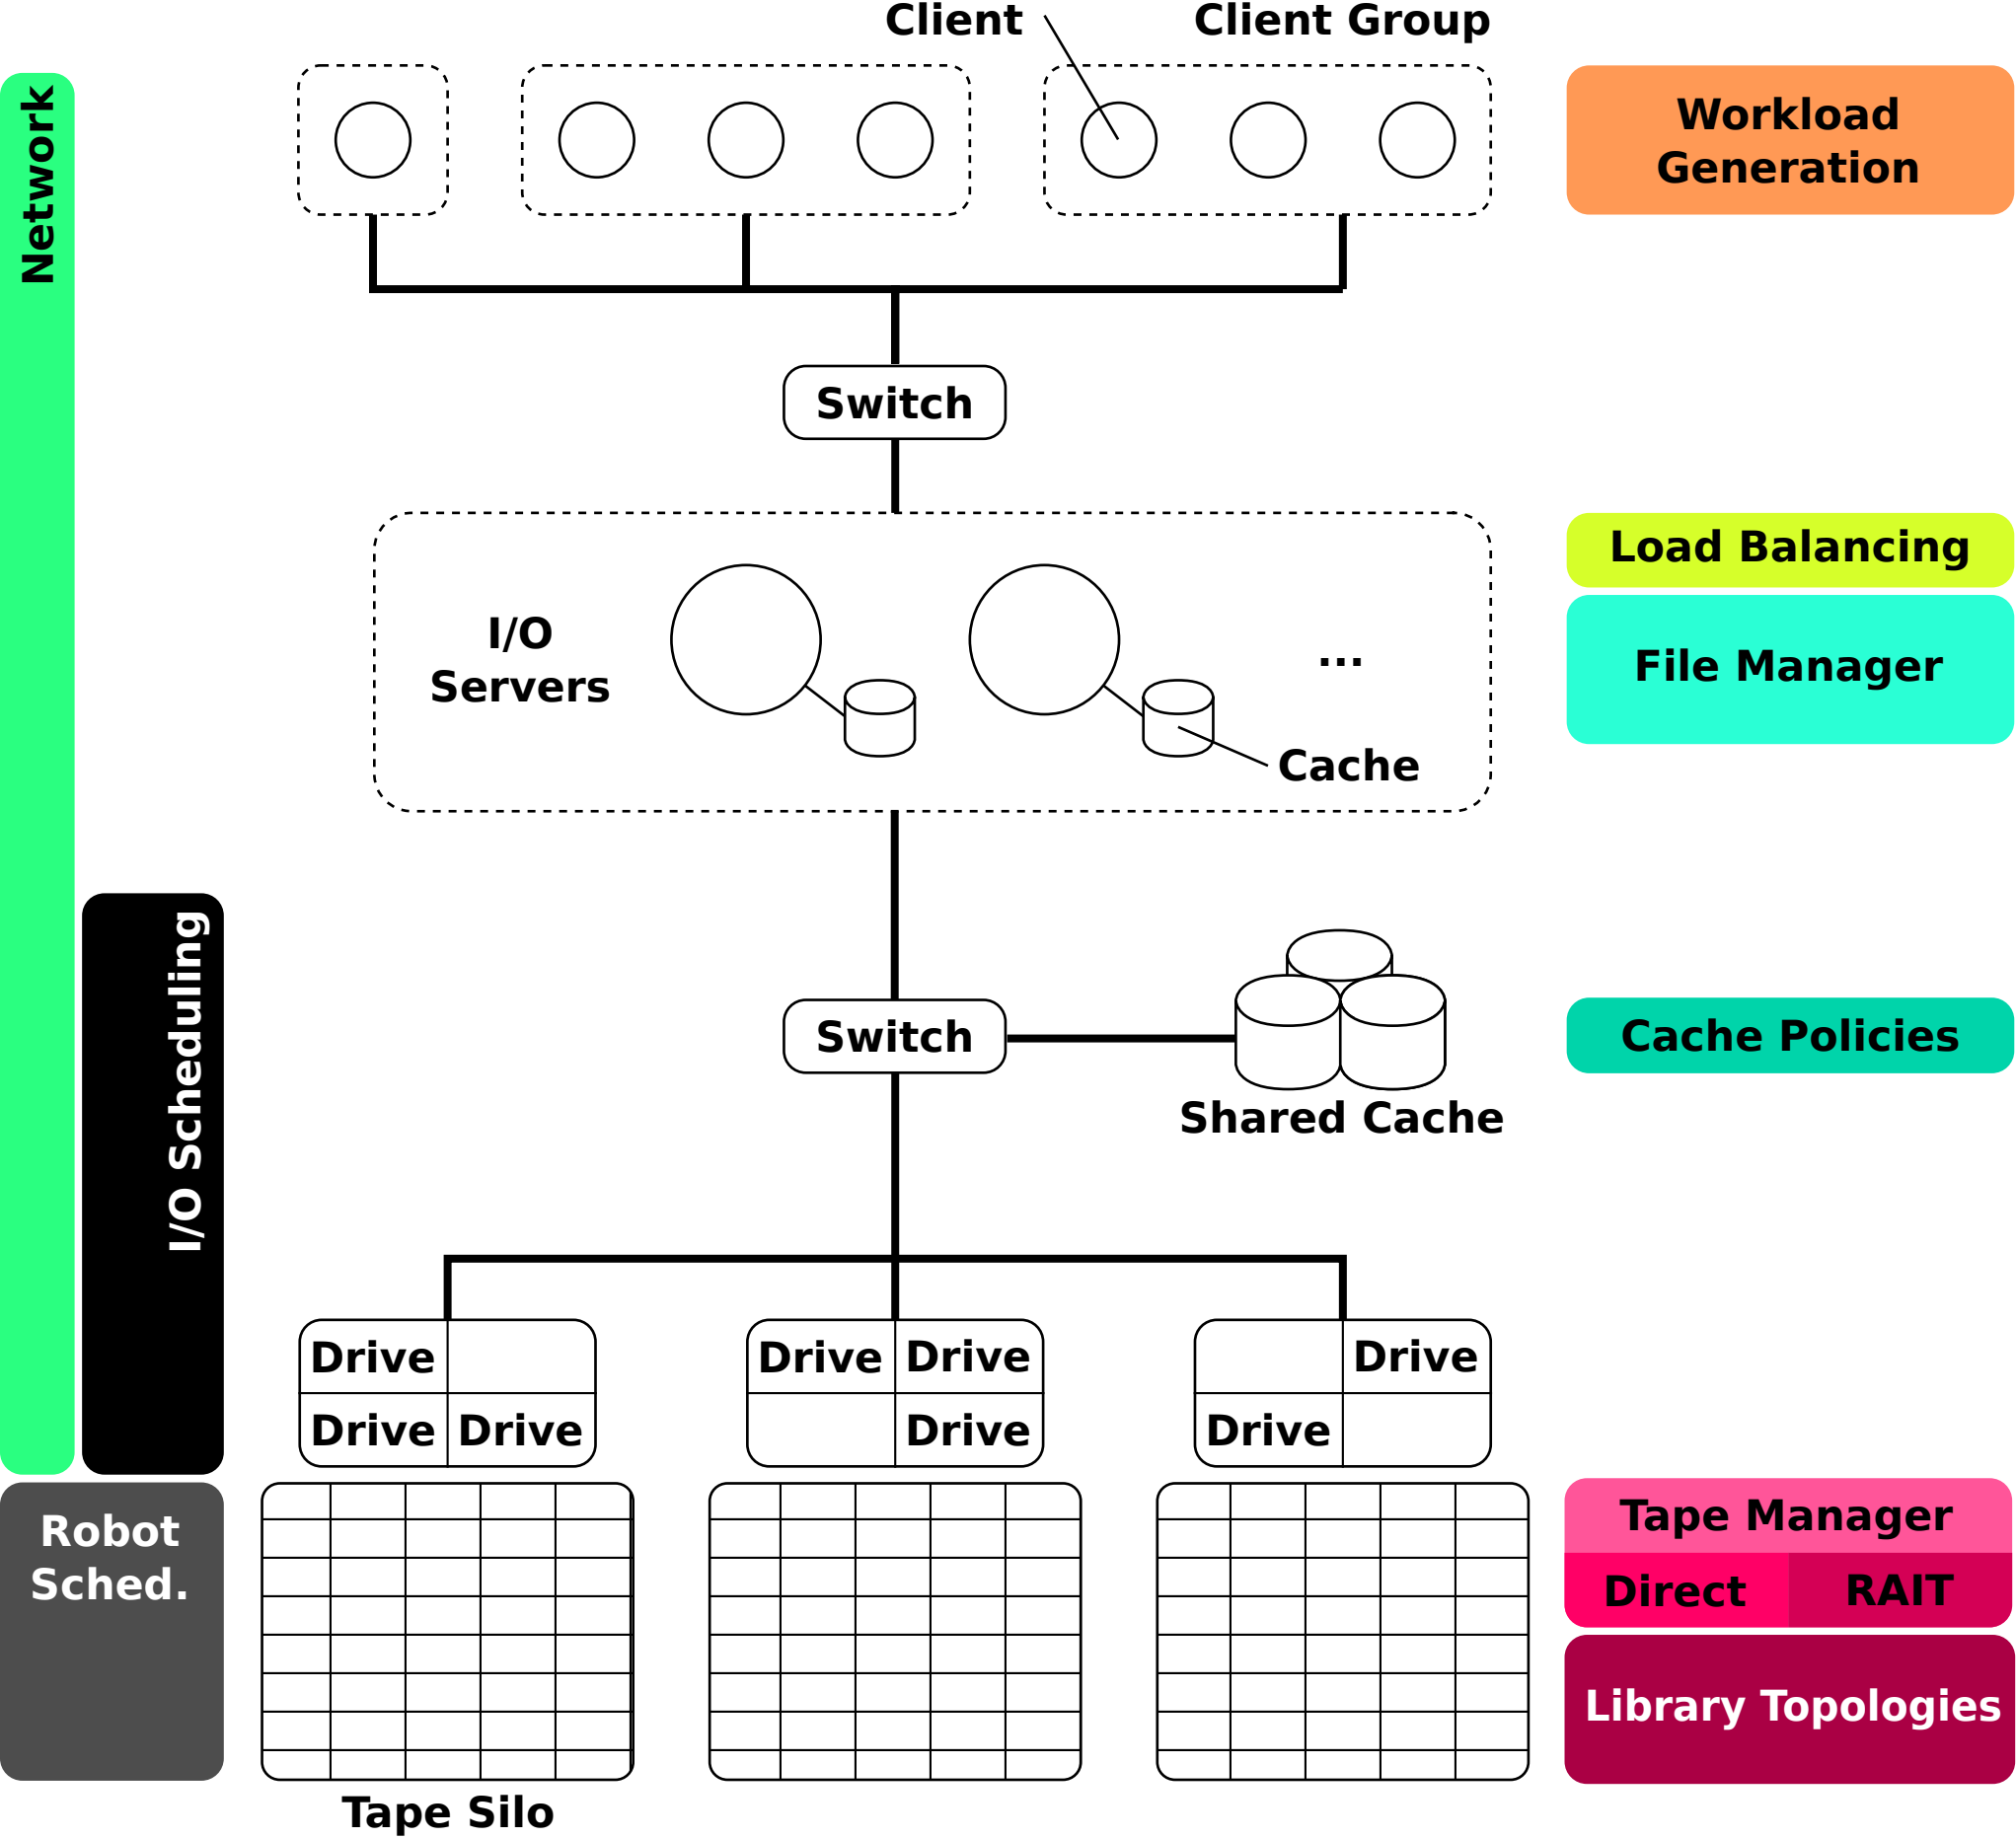 Client
Client Group
Network
Workload
Generation
Switch
Load Balancing
I/O
Servers
...
File Manager
Cache
I/O Scheduling
Switch
Cache Policies
Shared Cache
Drive
Drive Drive
Drive Drive
Drive
Drive
Drive
Robot
Sched.
Tape Manager
Direct RAIT
Library Topologies
Tape Silo